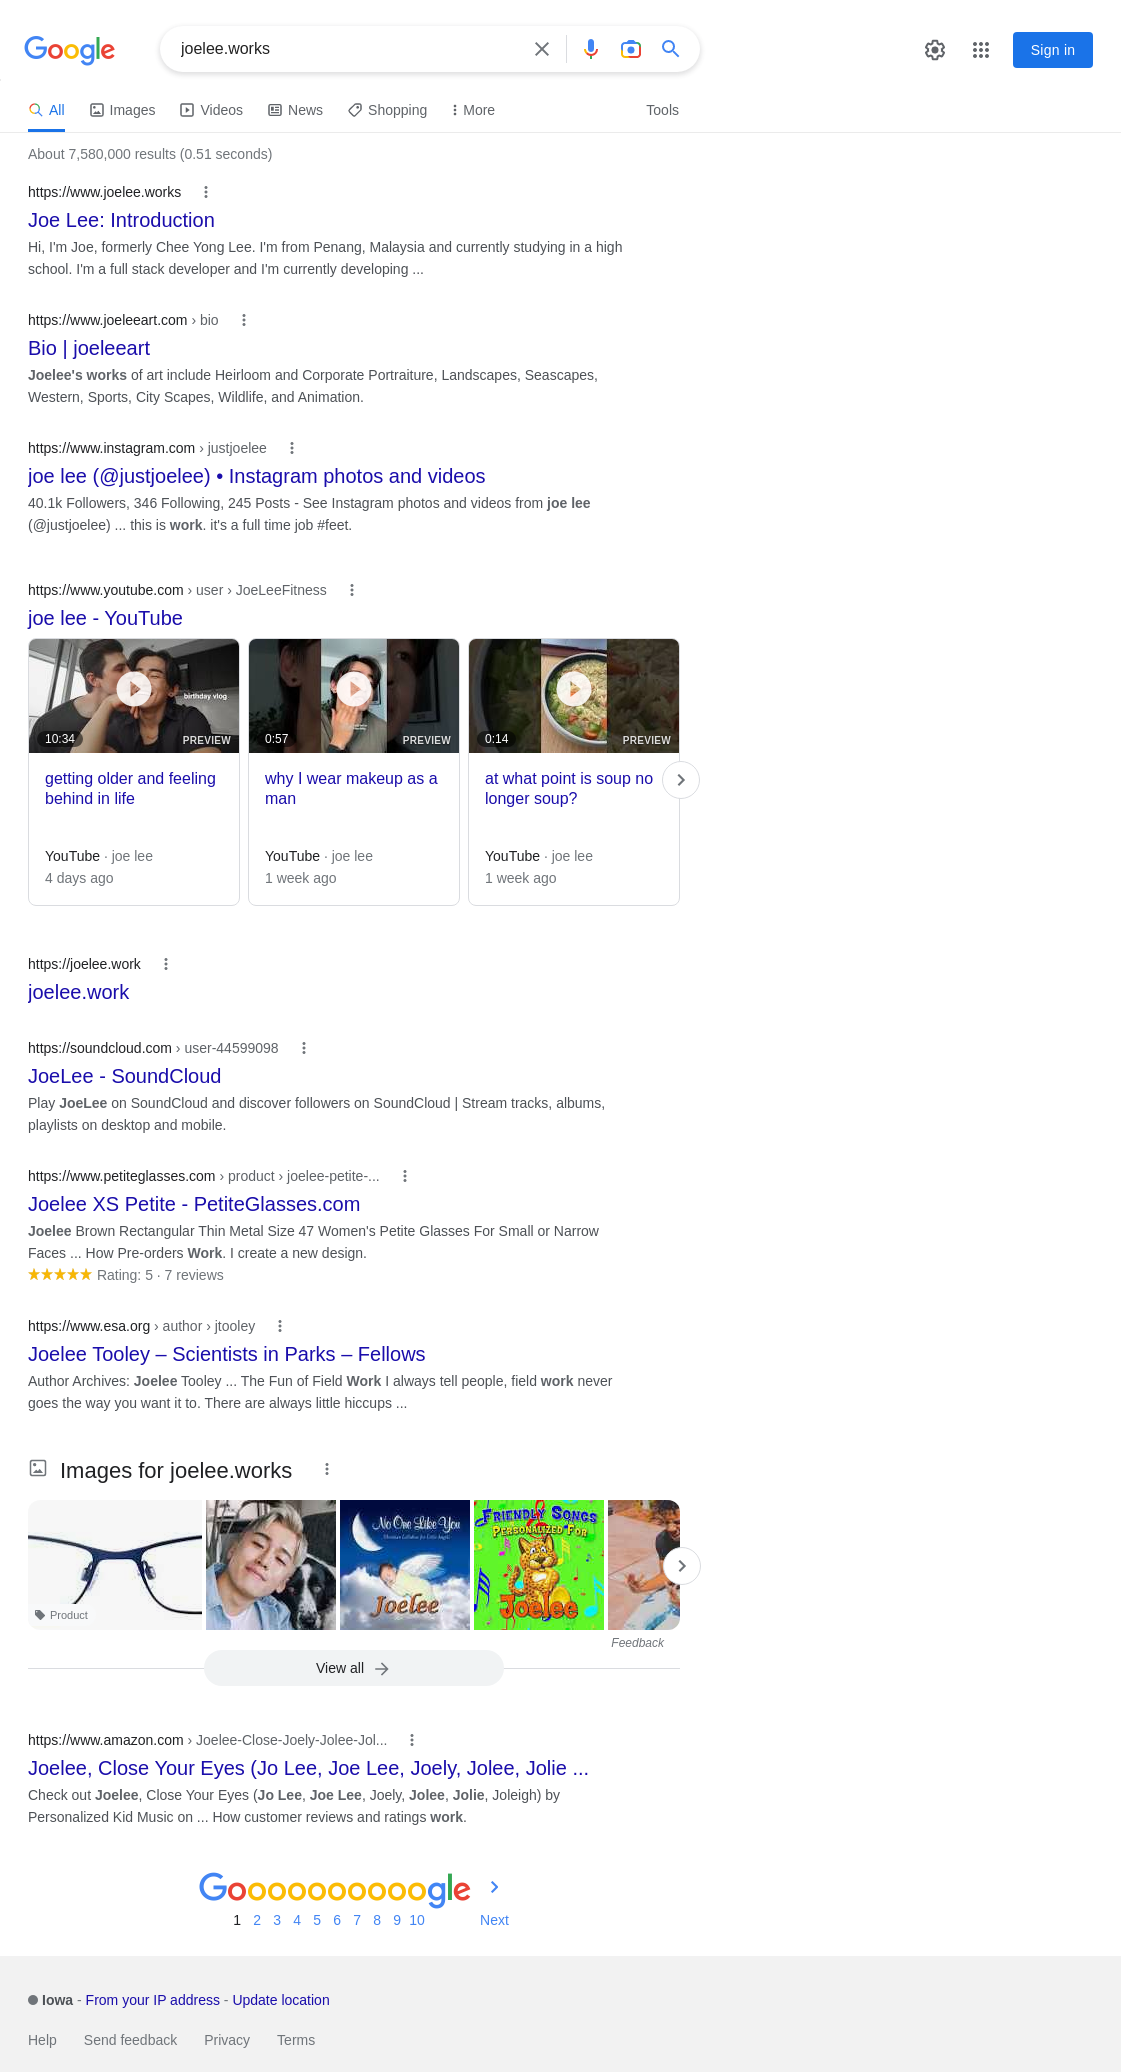 Google
joelee.works
Sign in
All
Images
Videos
News
Shopping
More
Tools
About 7,580,000 results (0.51 seconds)
https://www.joelee.works
Joe Lee: Introduction
Hi, I'm Joe, formerly Chee Yong Lee. I'm from Penang, Malaysia and currently studying in a high
school. I'm a full stack developer and I'm currently developing ...
https://www.joeleeart.com › bio
Bio | joeleeart
Joelee's works of art include Heirloom and Corporate Portraiture, Landscapes, Seascapes,
Western, Sports, City Scapes, Wildlife, and Animation.
https://www.instagram.com › justjoelee
joe lee (@justjoelee) • Instagram photos and videos
40.1k Followers, 346 Following, 245 Posts - See Instagram photos and videos from joe lee
(@justjoelee) ... this is work. it's a full time job #feet.
https://www.youtube.com › user › JoeLeeFitness
joe lee - YouTube
birthday vlog
10:34
PREVIEW
getting older and feeling
behind in life
YouTube · joe lee
4 days ago
0:57
PREVIEW
why I wear makeup as a
man
YouTube · joe lee
1 week ago
0:14
PREVIEW
at what point is soup no
longer soup?
YouTube · joe lee
1 week ago
https://joelee.work
joelee.work
https://soundcloud.com › user-44599098
JoeLee - SoundCloud
Play JoeLee on SoundCloud and discover followers on SoundCloud | Stream tracks, albums,
playlists on desktop and mobile.
https://www.petiteglasses.com › product › joelee-petite-...
Joelee XS Petite - PetiteGlasses.com
Joelee Brown Rectangular Thin Metal Size 47 Women's Petite Glasses For Small or Narrow
Faces ... How Pre-orders Work. I create a new design.
Rating: 5 · 7 reviews
https://www.esa.org › author › jtooley
Joelee Tooley – Scientists in Parks – Fellows
Author Archives: Joelee Tooley ... The Fun of Field Work I always tell people, field work never
goes the way you want it to. There are always little hiccups ...
Images for joelee.works
Product
No One Like You
Joelee
FRIENDLY SONGS
PERSONALIZED FOR
Joelee
Feedback
View all
https://www.amazon.com › Joelee-Close-Joely-Jolee-Jol...
Joelee, Close Your Eyes (Jo Lee, Joe Lee, Joely, Jolee, Jolie ...
Check out Joelee, Close Your Eyes (Jo Lee, Joe Lee, Joely, Jolee, Jolie, Joleigh) by
Personalized Kid Music on ... How customer reviews and ratings work.
Goooooooooogle
1 2 3 4 5 6 7 8 9 10 Next
Iowa - From your IP address - Update location
Help Send feedback Privacy Terms